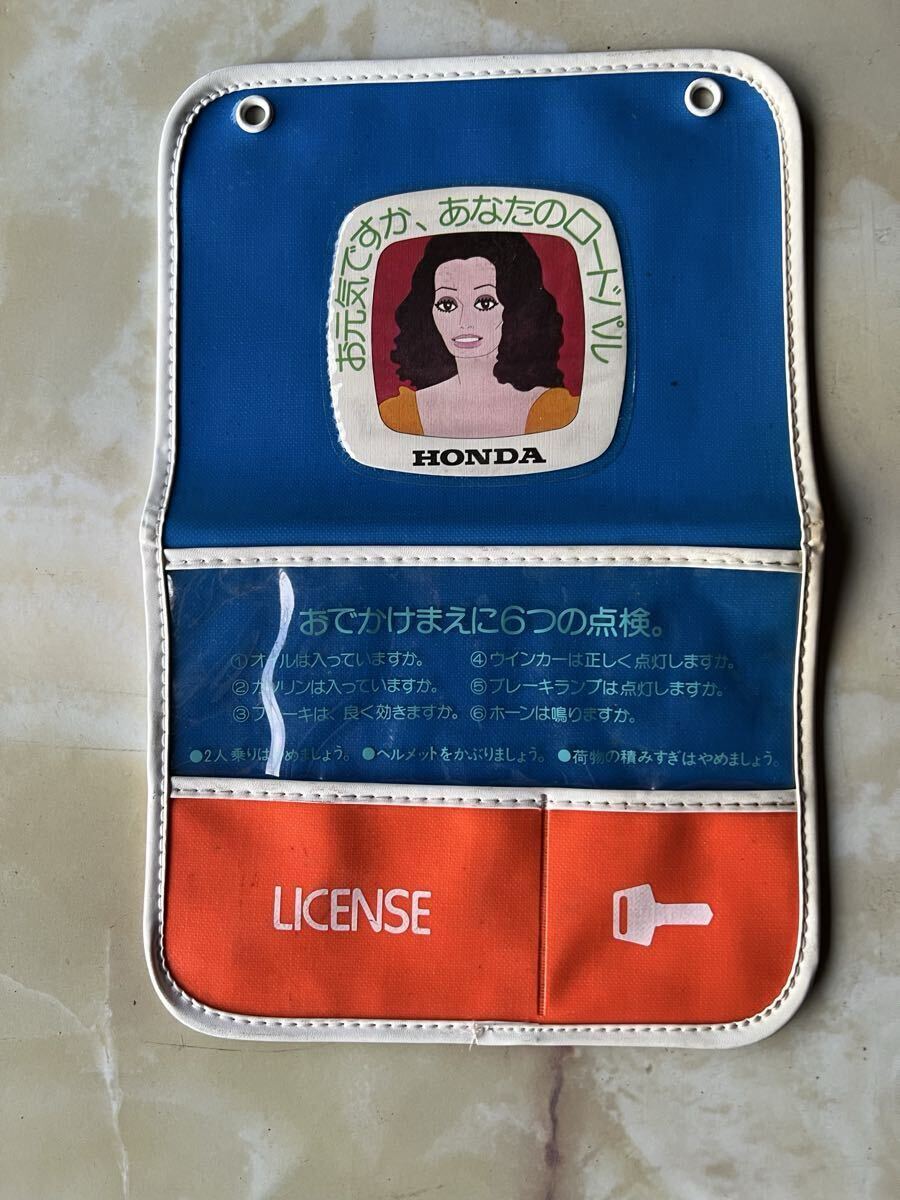 お元気ですか、あなたのロードパル
HONDA
おでかけまえに6つの点検。
①オイルは入っていますか。
②ガソリンは入っていますか。
③ブレーキは、良く効きますか。
④ウインカーは正しく点灯しますか。
⑤ブレーキランプは点灯しますか。
⑥ホーンは鳴りますか。
●2人乗りはやめましょう。 ●ヘルメットをかぶりましょう。 ●荷物の積みすぎはやめましょう。
LICENSE